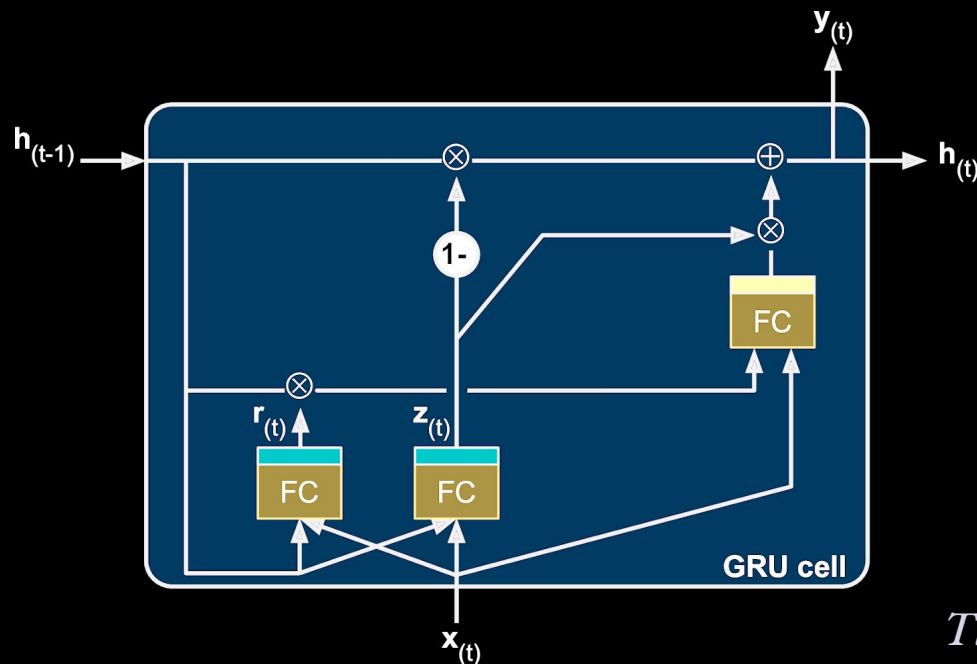 y(t)
h(t-1)
h(t)
1-
FC
r(t)
z(t)
FC
FC
GRU cell
x(t)
T